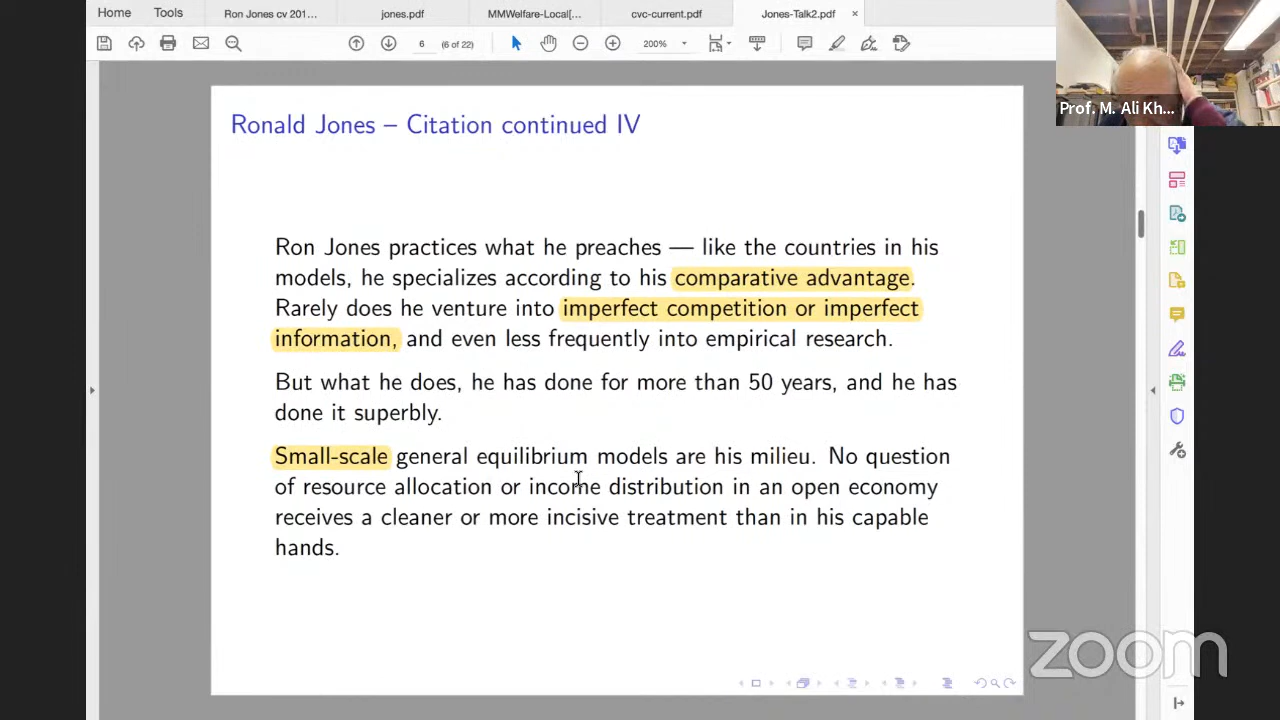 Home Tools Ron Jones cv 201... jones.pdf MMWelfare-Local[... cvc-current.pdf Jones-Talk2.pdf ×
6 (6 of 22) 200%
Prof. M. Ali Kh...
Ronald Jones – Citation continued IV
Ron Jones practices what he preaches — like the countries in his
models, he specializes according to his comparative advantage.
Rarely does he venture into imperfect competition or imperfect
information, and even less frequently into empirical research.
But what he does, he has done for more than 50 years, and he has
done it superbly.
Small-scale general equilibrium models are his milieu. No question
of resource allocation or income distribution in an open economy
receives a cleaner or more incisive treatment than in his capable
hands.
zoom